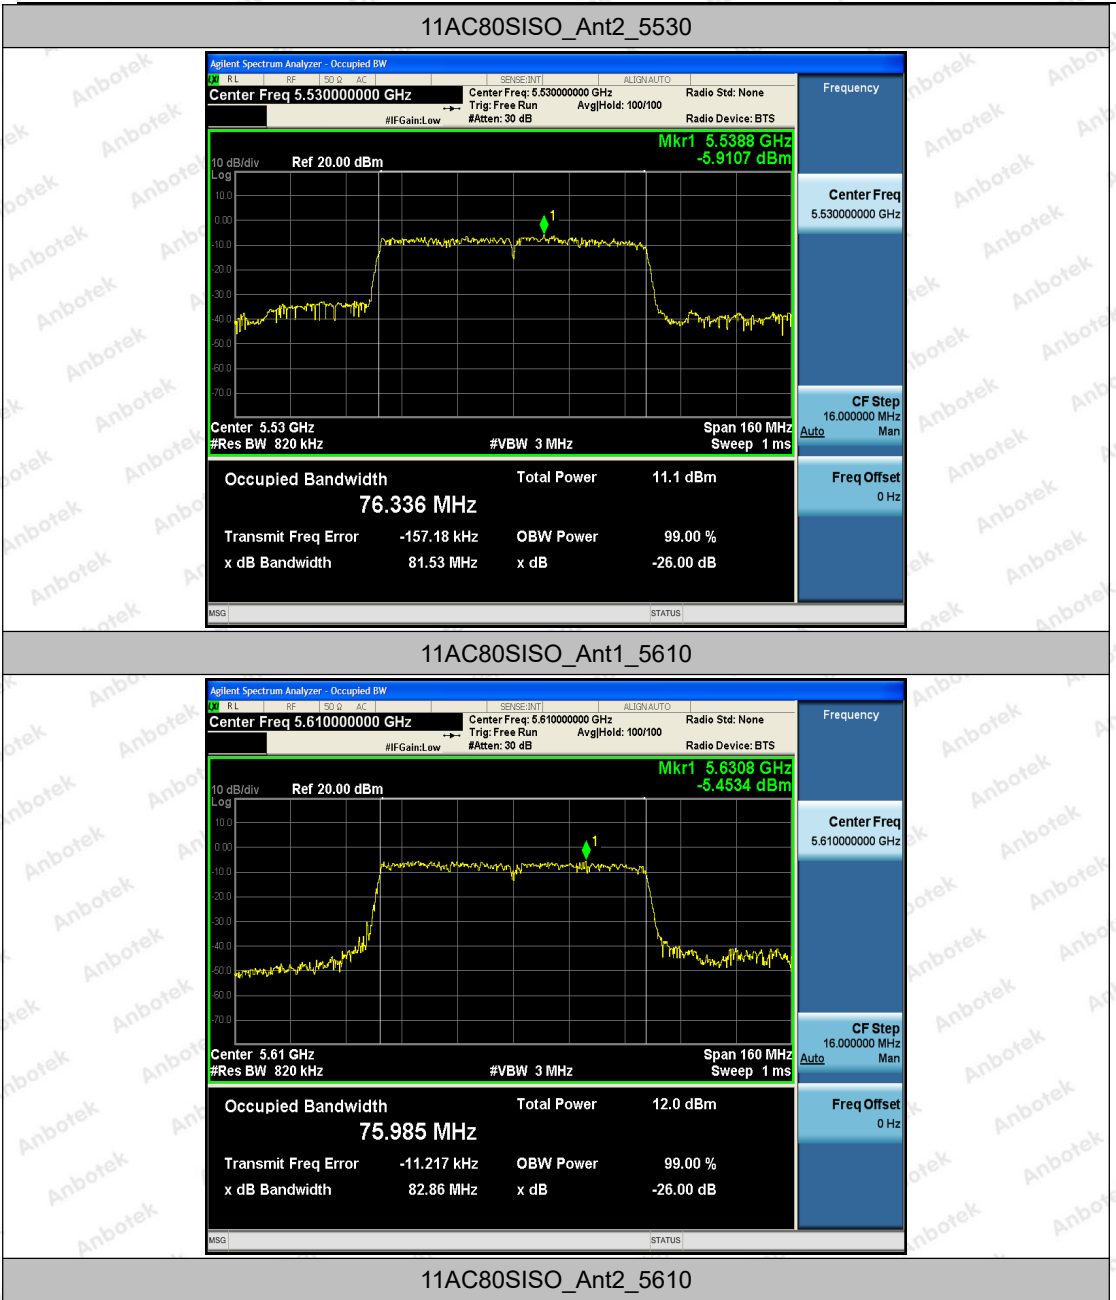 11AC80SISO_Ant2_5530
Agilent Spectrum Analyzer - Occupied BW
LXI RL RF 50 Ω AC SENSE:INT ALIGNAUTO
Center Freq 5.530000000 GHz
Center Freq: 5.530000000 GHz Radio Std: None
Trig: Free Run Avg|Hold: 100/100
#IFGain:Low #Atten: 30 dB Radio Device: BTS
Frequency
Mkr1 5.5388 GHz
-5.9107 dBm
10 dB/div Ref 20.00 dBm
Log
10.0
0.00
-10.0
-20.0
-30.0
-40.0
-50.0
-60.0
-70.0
1
Center 5.53 GHz Span 160 MHz
#Res BW 820 kHz #VBW 3 MHz Sweep 1 ms
Center Freq
5.530000000 GHz
CF Step
16.000000 MHz
Auto Man
Freq Offset
0 Hz
Occupied Bandwidth Total Power 11.1 dBm
76.336 MHz
Transmit Freq Error -157.18 kHz OBW Power 99.00 %
x dB Bandwidth 81.53 MHz x dB -26.00 dB
MSG STATUS
11AC80SISO_Ant1_5610
Agilent Spectrum Analyzer - Occupied BW
LXI RL RF 50 Ω AC SENSE:INT ALIGNAUTO
Center Freq 5.610000000 GHz
Center Freq: 5.610000000 GHz Radio Std: None
Trig: Free Run Avg|Hold: 100/100
#IFGain:Low #Atten: 30 dB Radio Device: BTS
Frequency
Mkr1 5.6308 GHz
-5.4534 dBm
10 dB/div Ref 20.00 dBm
Log
10.0
0.00
-10.0
-20.0
-30.0
-40.0
-50.0
-60.0
-70.0
1
Center 5.61 GHz Span 160 MHz
#Res BW 820 kHz #VBW 3 MHz Sweep 1 ms
Center Freq
5.610000000 GHz
CF Step
16.000000 MHz
Auto Man
Freq Offset
0 Hz
Occupied Bandwidth Total Power 12.0 dBm
75.985 MHz
Transmit Freq Error -11.217 kHz OBW Power 99.00 %
x dB Bandwidth 82.86 MHz x dB -26.00 dB
MSG STATUS
11AC80SISO_Ant2_5610